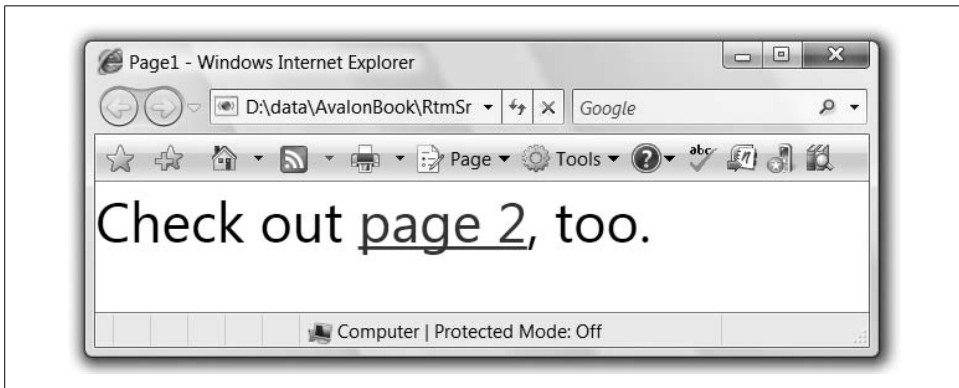 Page1 - Windows Internet Explorer
D:\data\AvalonBook\RtmSr
Google
Page
Tools
?
abc
Check out page 2, too.
Computer | Protected Mode: Off